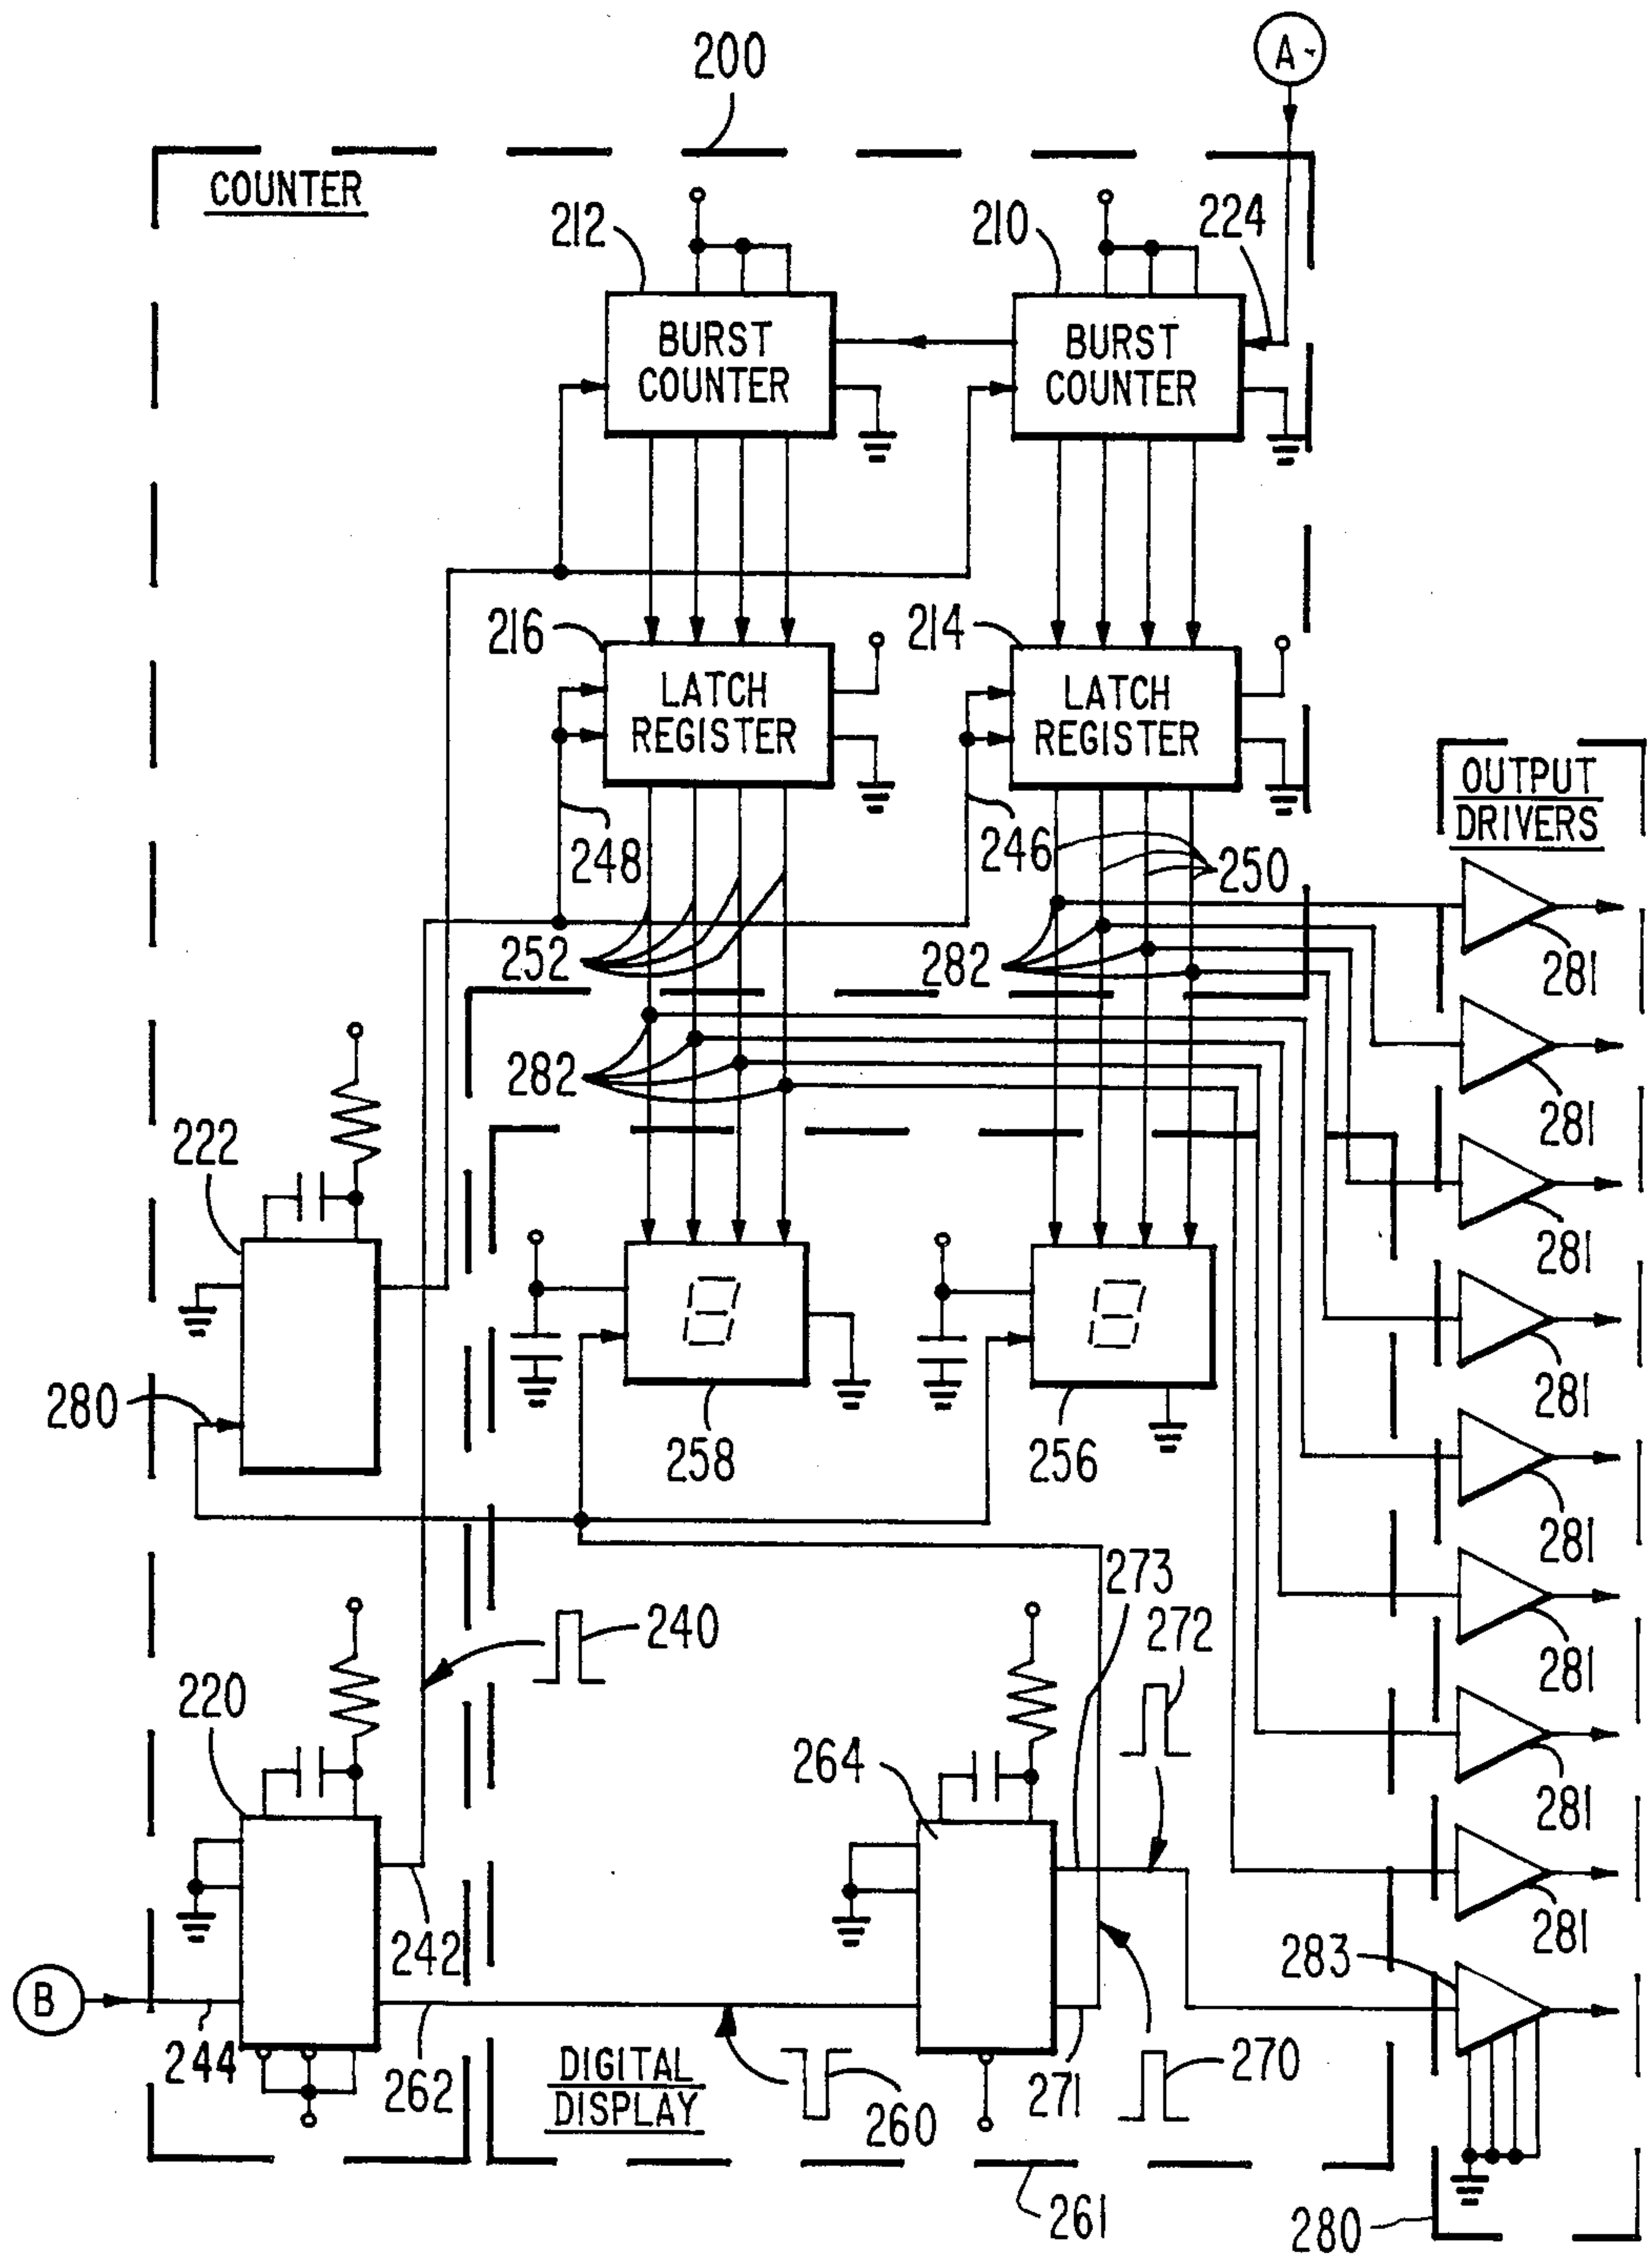 A
200
COUNTER
212
210
224
BURST
COUNTER
BURST
COUNTER
216
214
LATCH
REGISTER
LATCH
REGISTER
OUTPUT
DRIVERS
248
246
250
252
282
281
282
281
222
281
281
280
258
256
281
273
240
272
281
220
264
281
242
283
281
B
244
262
DIGITAL
DISPLAY
260
271
270
261
280